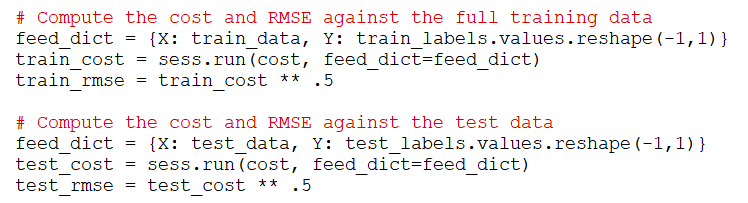 # Compute the cost and RMSE against the full training data
feed_dict = {X: train_data, Y: train_labels.values.reshape(-1,1)}
train_cost = sess.run(cost, feed_dict=feed_dict)
train_rmse = train_cost ** .5
# Compute the cost and RMSE against the test data
feed_dict = {X: test_data, Y: test_labels.values.reshape(-1,1)}
test_cost = sess.run(cost, feed_dict=feed_dict)
test_rmse = test_cost ** .5